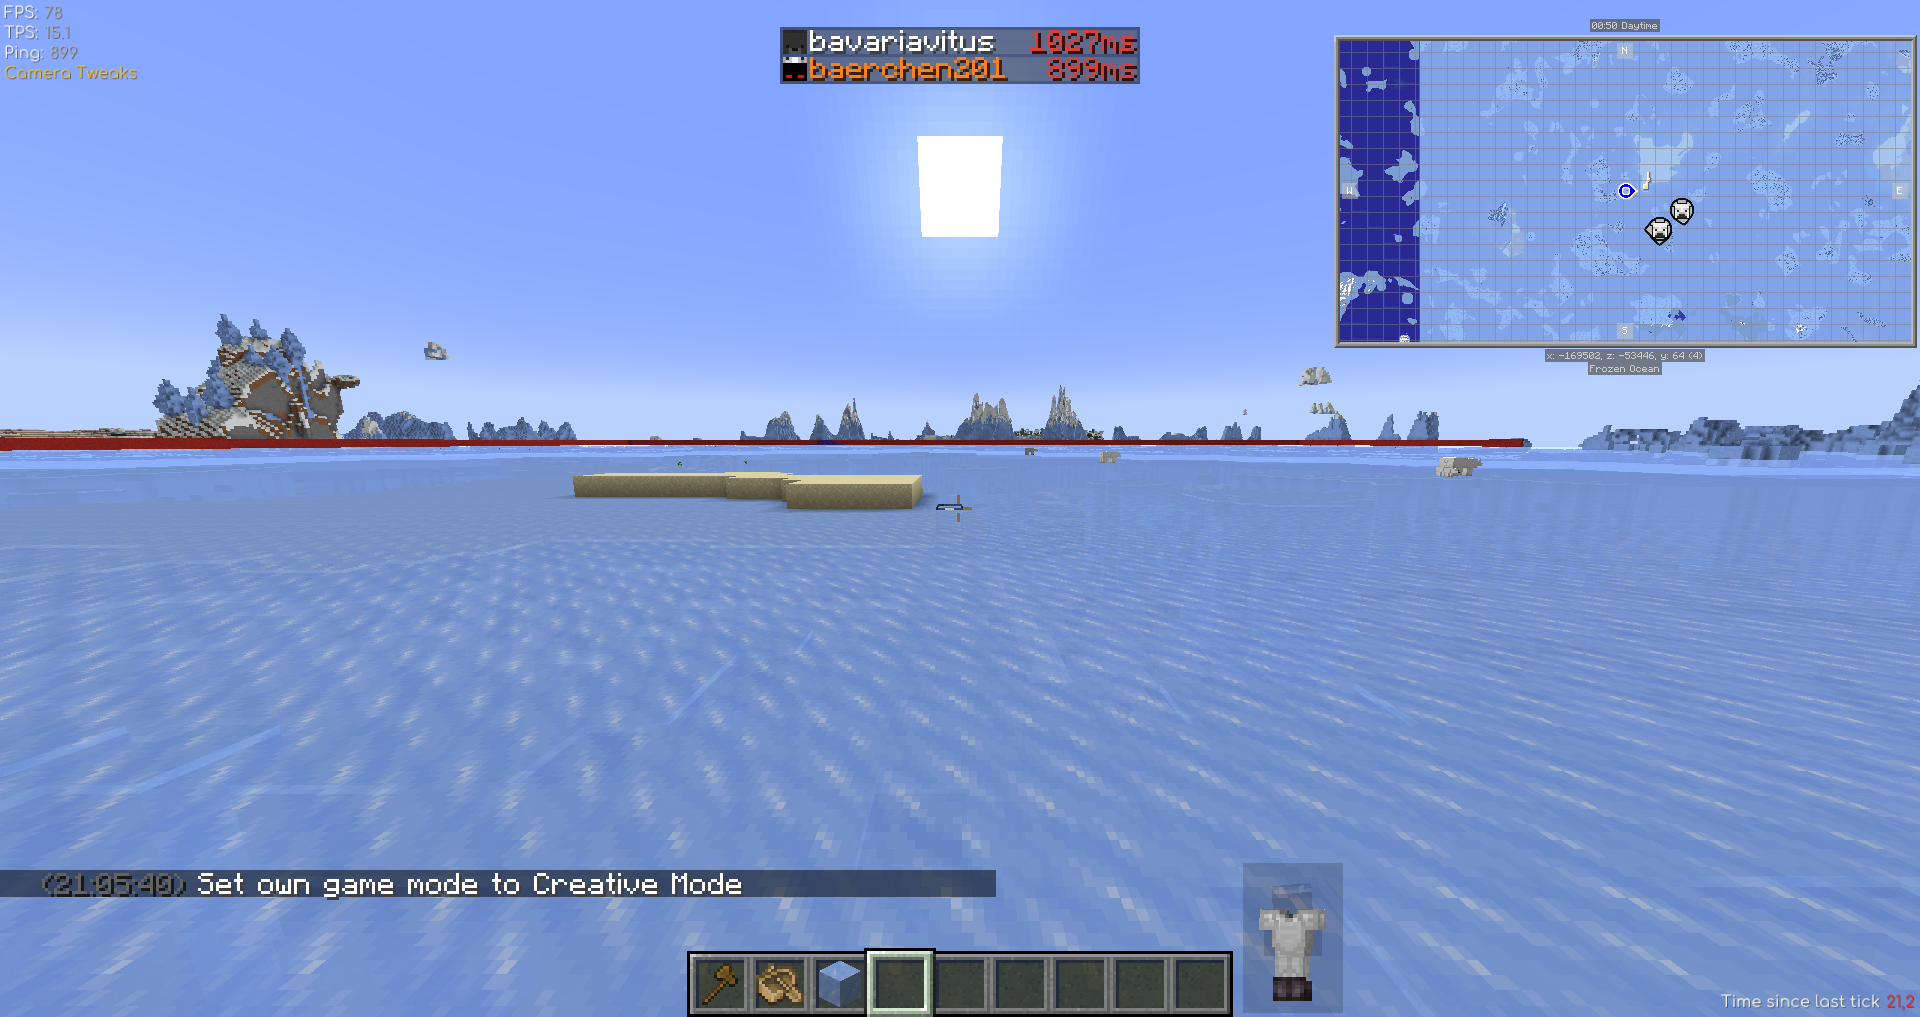 FPS: 78
TPS: 15.1
Ping: 899
Camera Tweaks
bavariavitus 1027ms
baerchen201 899ms
00:50 Daytime
N
W
E
S
x: -169502, z: -53446, y: 64 (4)
Frozen Ocean
(21:05:40) Set own game mode to Creative Mode
Time since last tick 21,2